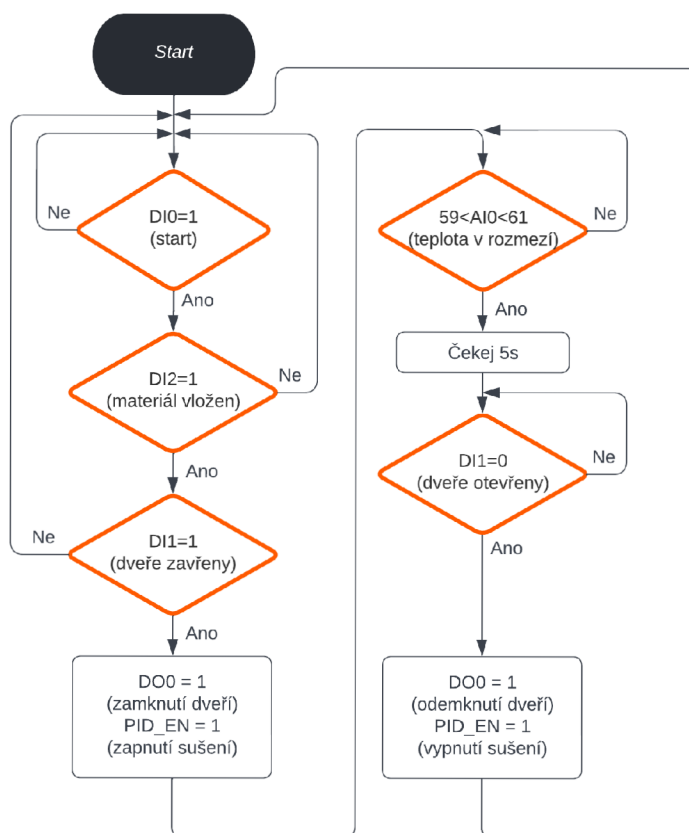 Start
DI0=1
(start)
Ne
Ano
DI2=1
(materiál vložen)
Ne
Ano
DI1=1
(dveře zavřeny)
Ne
Ano
DO0 = 1
(zamknutí dveří)
PID_EN = 1
(zapnutí sušení)
59<AI0<61
(teplota v rozmezí)
Ne
Ano
Čekej 5s
DI1=0
(dveře otevřeny)
Ne
Ano
DO0 = 1
(odemknutí dveří)
PID_EN = 1
(vypnutí sušení)